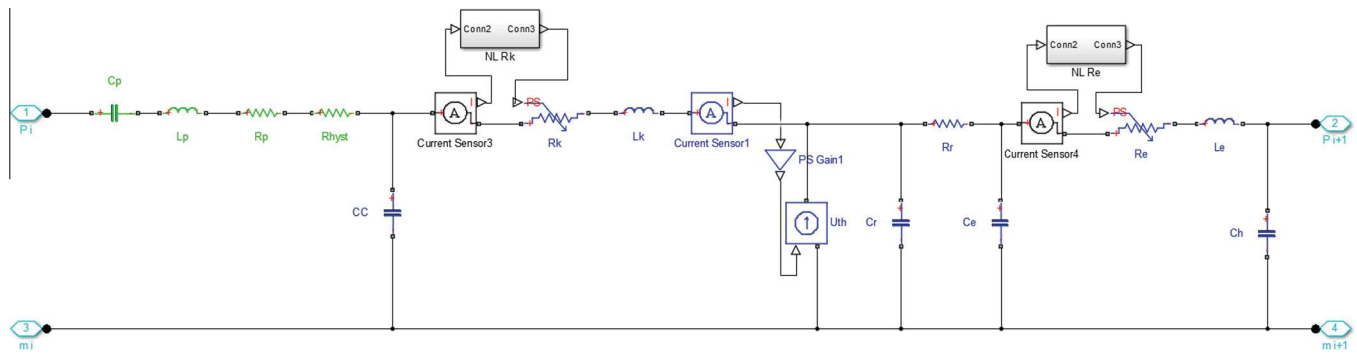 Conn2 Conn3
NL Rk
Conn2 Conn3
NL Re
Cp
1
Pi
+
Lp
+
Rp
+
Rhyst
+
A
I
Current Sensor3
PS
+
Rk
+
Lk
+
A
I
Current Sensor1
PS Gain1
+
Rr
+
A
I
Current Sensor4
PS
+
Re
+
Le
2
Pi+1
+
CC
Uth
+
Cr
+
Ce
+
Ch
3
mi
4
mi+1